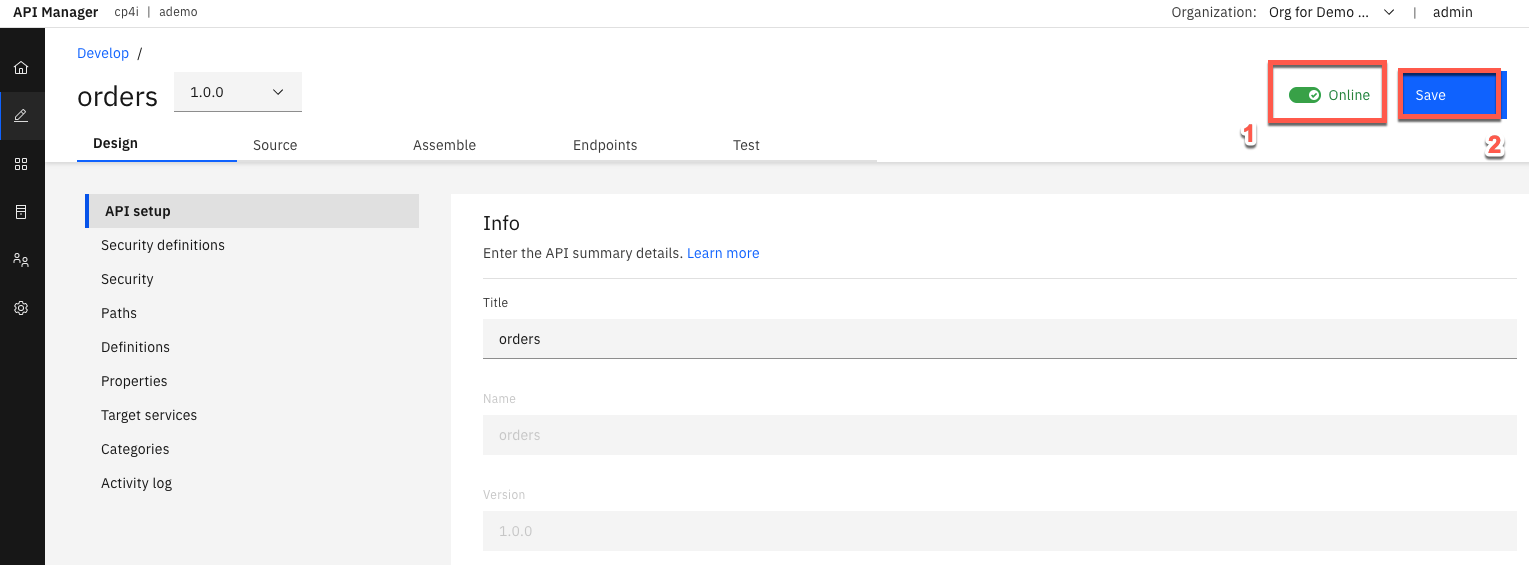 API Manager cp4i | ademo Organization: Org for Demo ... | admin
Develop /
orders 1.0.0 Online Save
1 2
Design Source Assemble Endpoints Test
API setup
Security definitions
Security
Paths
Definitions
Properties
Target services
Categories
Activity log
Info
Enter the API summary details. Learn more
Title
orders
Name
orders
Version
1.0.0